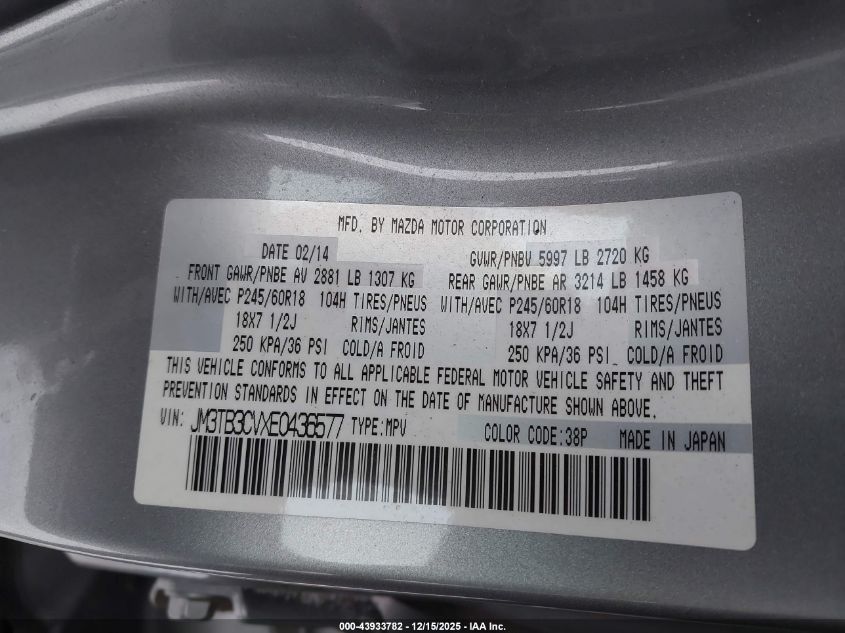 MFD. BY MAZDA MOTOR CORPORATION
DATE 02/14 GVWR/PNBV 5997 LB 2720 KG
FRONT GAWR/PNBE AV 2881 LB 1307 KG REAR GAWR/PNBE AR 3214 LB 1458 KG
WITH/AVEC P245/60R18 104H TIRES/PNEUS WITH/AVEC P245/60R18 104H TIRES/PNEUS
18X7 1/2J RIMS/JANTES 18X7 1/2J RIMS/JANTES
250 KPA/36 PSI COLD/A FROID 250 KPA/36 PSI COLD/A FROID
THIS VEHICLE CONFORMS TO ALL APPLICABLE FEDERAL MOTOR VEHICLE SAFETY AND THEFT
PREVENTION STANDARDS IN EFFECT ON THE DATE OF MANUFACTURE SHOWN ABOVE.
VIN: JM3TB3CVXE0436577 TYPE:MPV COLOR CODE:38P MADE IN JAPAN
000-43933782 - 12/15/2025 - IAA Inc.